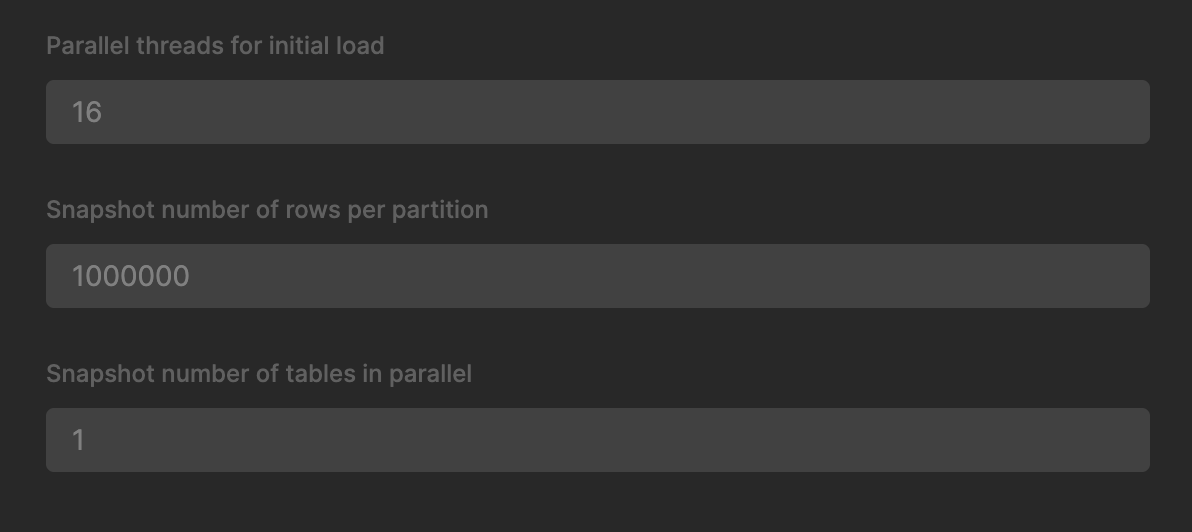 Parallel threads for initial load
16
Snapshot number of rows per partition
1000000
Snapshot number of tables in parallel
1